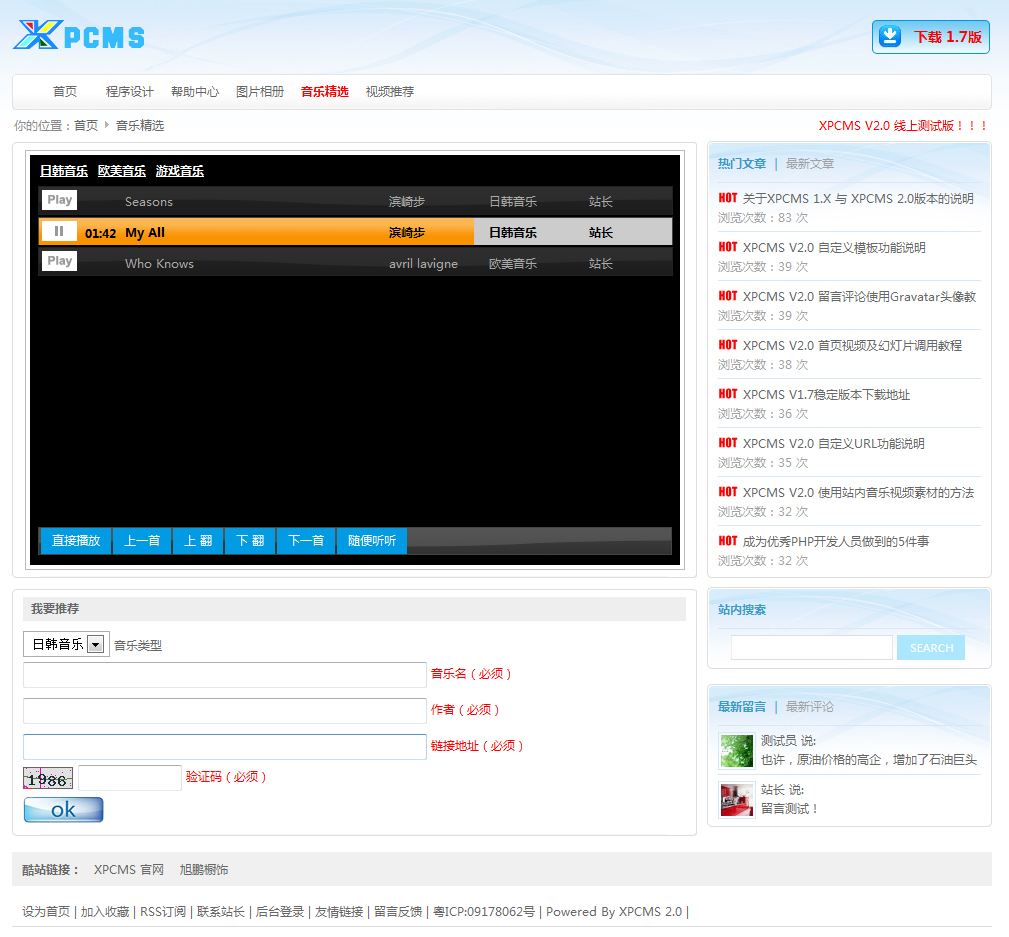 XPCMS
下载 1.7版
首页 程序设计 帮助中心 图片相册 音乐精选 视频推荐
你的位置：首页 音乐精选
XPCMS V2.0 线上测试版！！！
日韩音乐 欧美音乐 游戏音乐
Play Seasons 滨崎步 日韩音乐 站长
01:42 My All 滨崎步 日韩音乐 站长
Play Who Knows avril lavigne 欧美音乐 站长
直接播放 上一首 上 翻 下 翻 下一首 随便听听
热门文章 | 最新文章
HOT 关于XPCMS 1.X 与 XPCMS 2.0版本的说明
浏览次数：83 次
HOT XPCMS V2.0 自定义模板功能说明
浏览次数：39 次
HOT XPCMS V2.0 留言评论使用Gravatar头像教
浏览次数：39 次
HOT XPCMS V2.0 首页视频及幻灯片调用教程
浏览次数：38 次
HOT XPCMS V1.7稳定版本下载地址
浏览次数：36 次
HOT XPCMS V2.0 自定义URL功能说明
浏览次数：35 次
HOT XPCMS V2.0 使用站内音乐视频素材的方法
浏览次数：32 次
HOT 成为优秀PHP开发人员做到的5件事
浏览次数：32 次
我要推荐
日韩音乐 音乐类型
音乐名（必须）
作者（必须）
链接地址（必须）
1986 验证码（必须）
ok
站内搜索
SEARCH
最新留言 | 最新评论
测试员 说:
也许，原油价格的高企，增加了石油巨头
站长 说:
留言测试！
酷站链接： XPCMS 官网 旭鹏橱饰
设为首页 | 加入收藏 | RSS订阅 | 联系站长 | 后台登录 | 友情链接 | 留言反馈 | 粤ICP:09178062号 | Powered By XPCMS 2.0 |